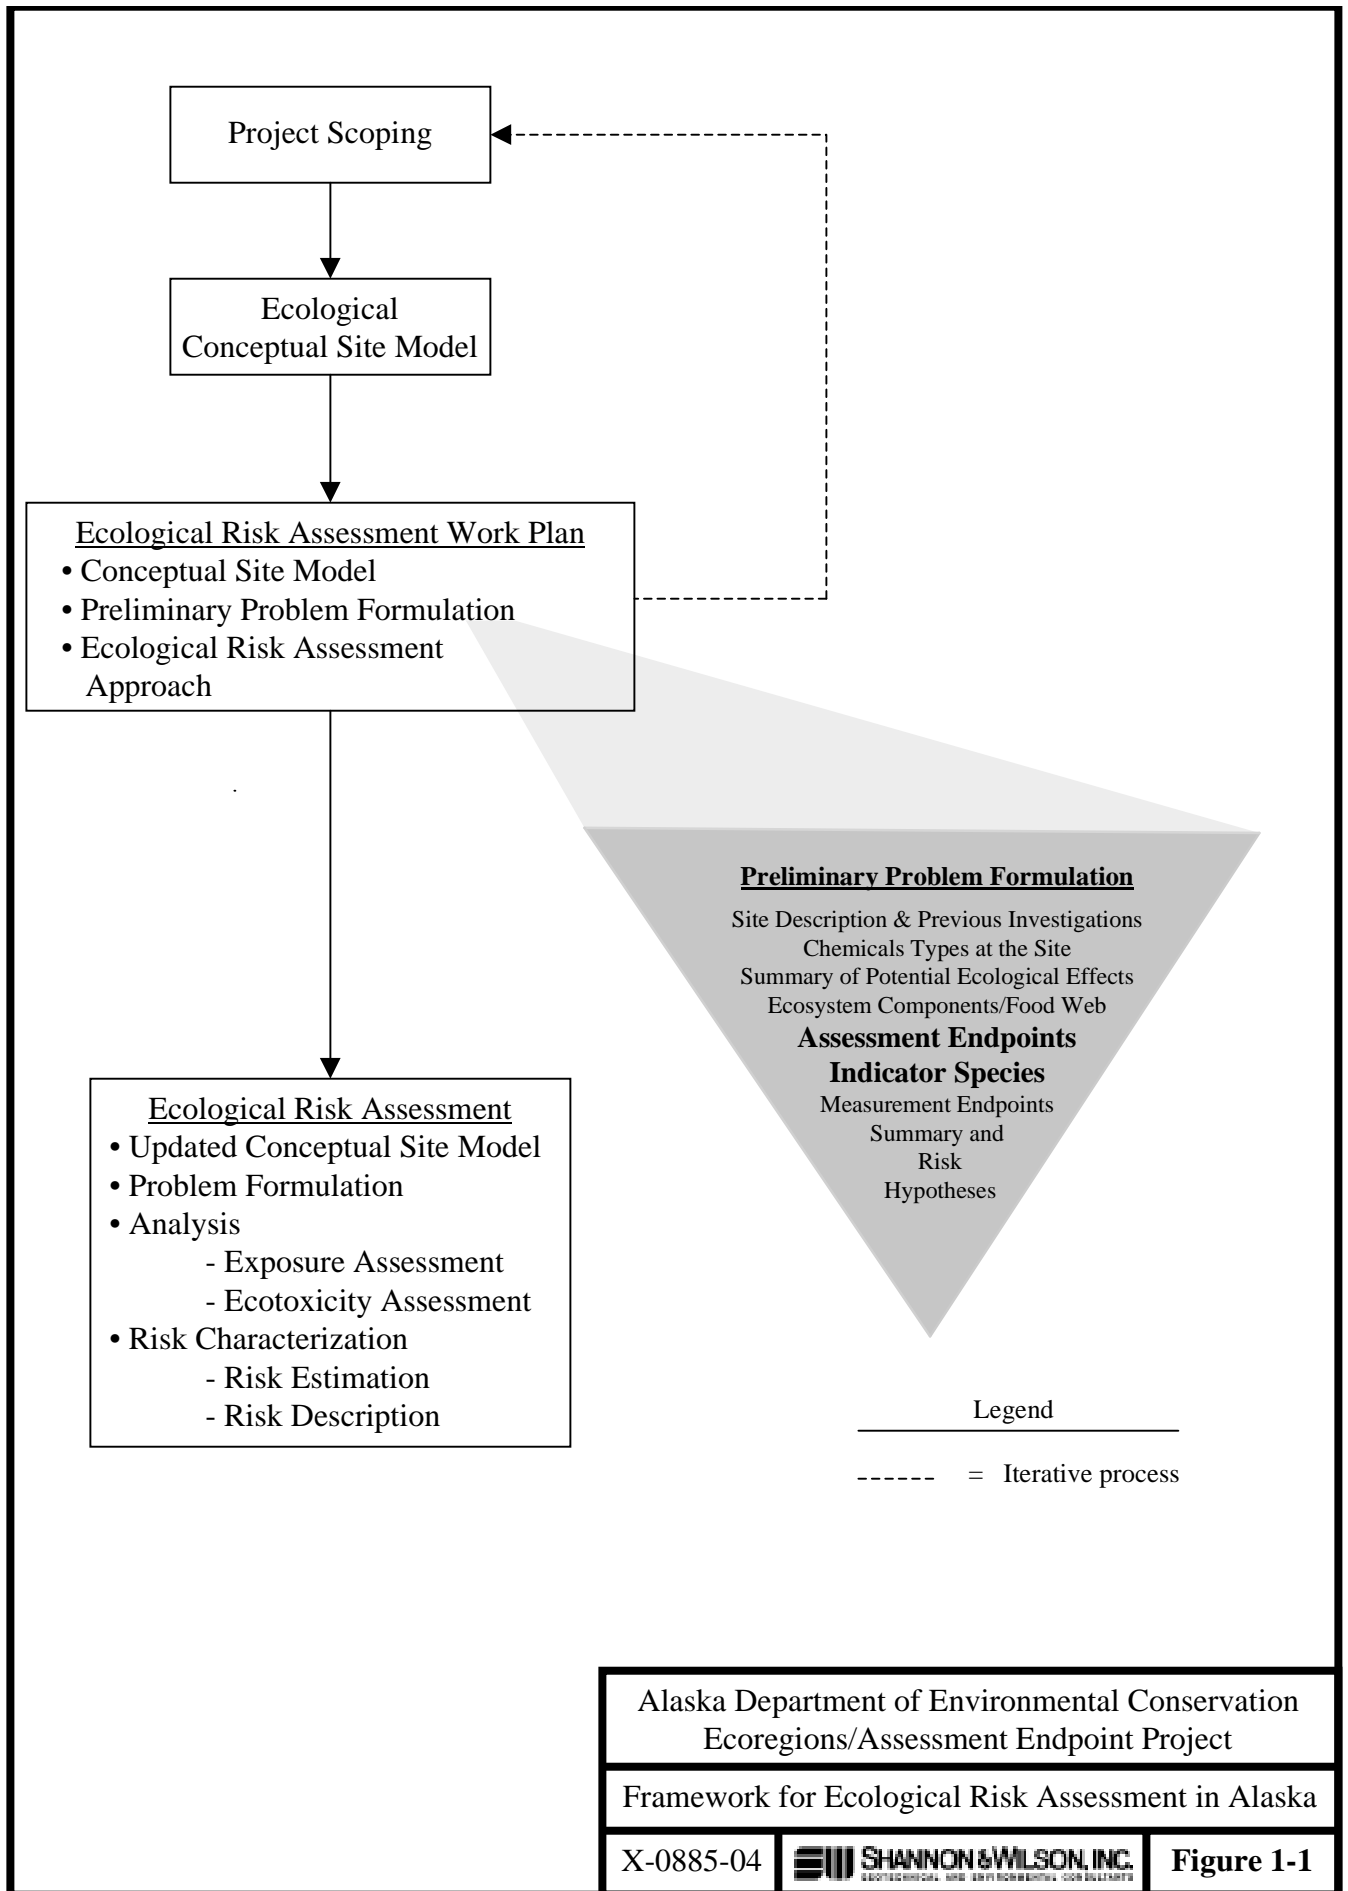 Project Scoping
Ecological
Conceptual Site Model
Ecological Risk Assessment Work Plan
• Conceptual Site Model
• Preliminary Problem Formulation
• Ecological Risk Assessment
Approach
Preliminary Problem Formulation
Site Description & Previous Investigations
Chemicals Types at the Site
Summary of Potential Ecological Effects
Ecosystem Components/Food Web
Assessment Endpoints
Indicator Species
Measurement Endpoints
Summary and
Risk
Hypotheses
Ecological Risk Assessment
• Updated Conceptual Site Model
• Problem Formulation
• Analysis
- Exposure Assessment
- Ecotoxicity Assessment
• Risk Characterization
- Risk Estimation
- Risk Description
Legend
------ = Iterative process
Alaska Department of Environmental Conservation
Ecoregions/Assessment Endpoint Project
Framework for Ecological Risk Assessment in Alaska
X-0885-04
SHANNON & WILSON, INC.
GEOTECHNICAL AND ENVIRONMENTAL CONSULTANTS
Figure 1-1